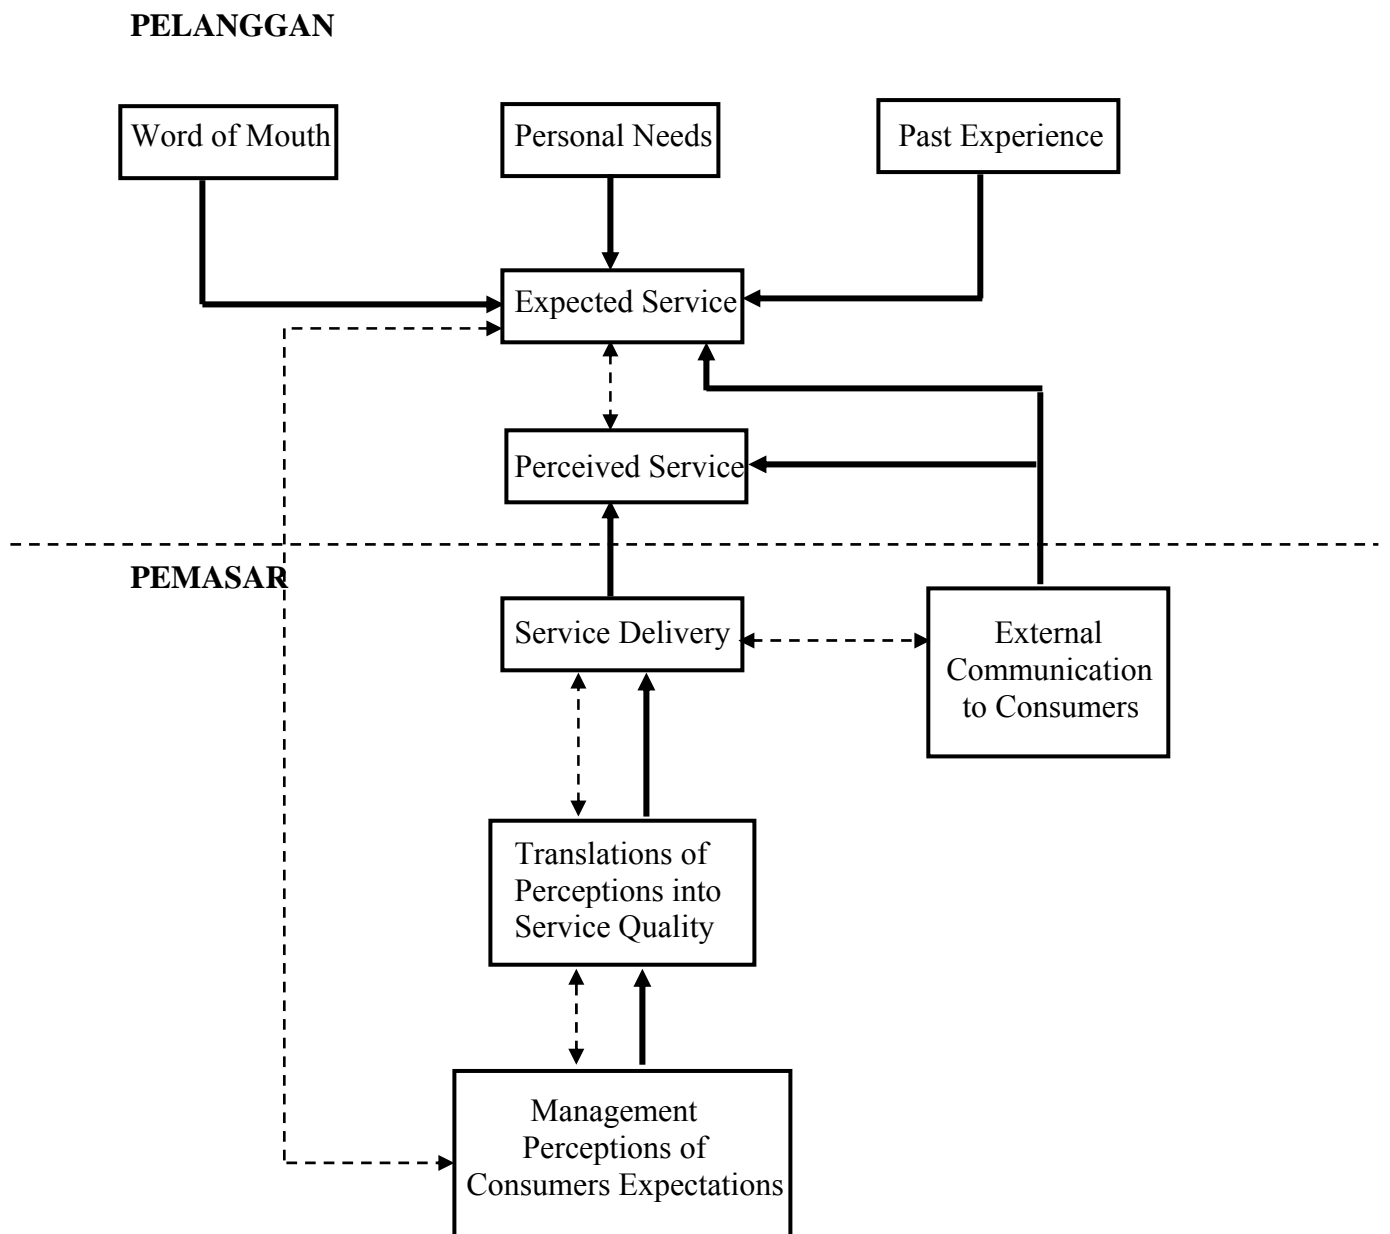 PELANGGAN
Word of Mouth
Personal Needs
Past Experience
Expected Service
Perceived Service
PEMASAR
Service Delivery
External
Communication
to Consumers
Translations of
Perceptions into
Service Quality
Management
Perceptions of
Consumers Expectations